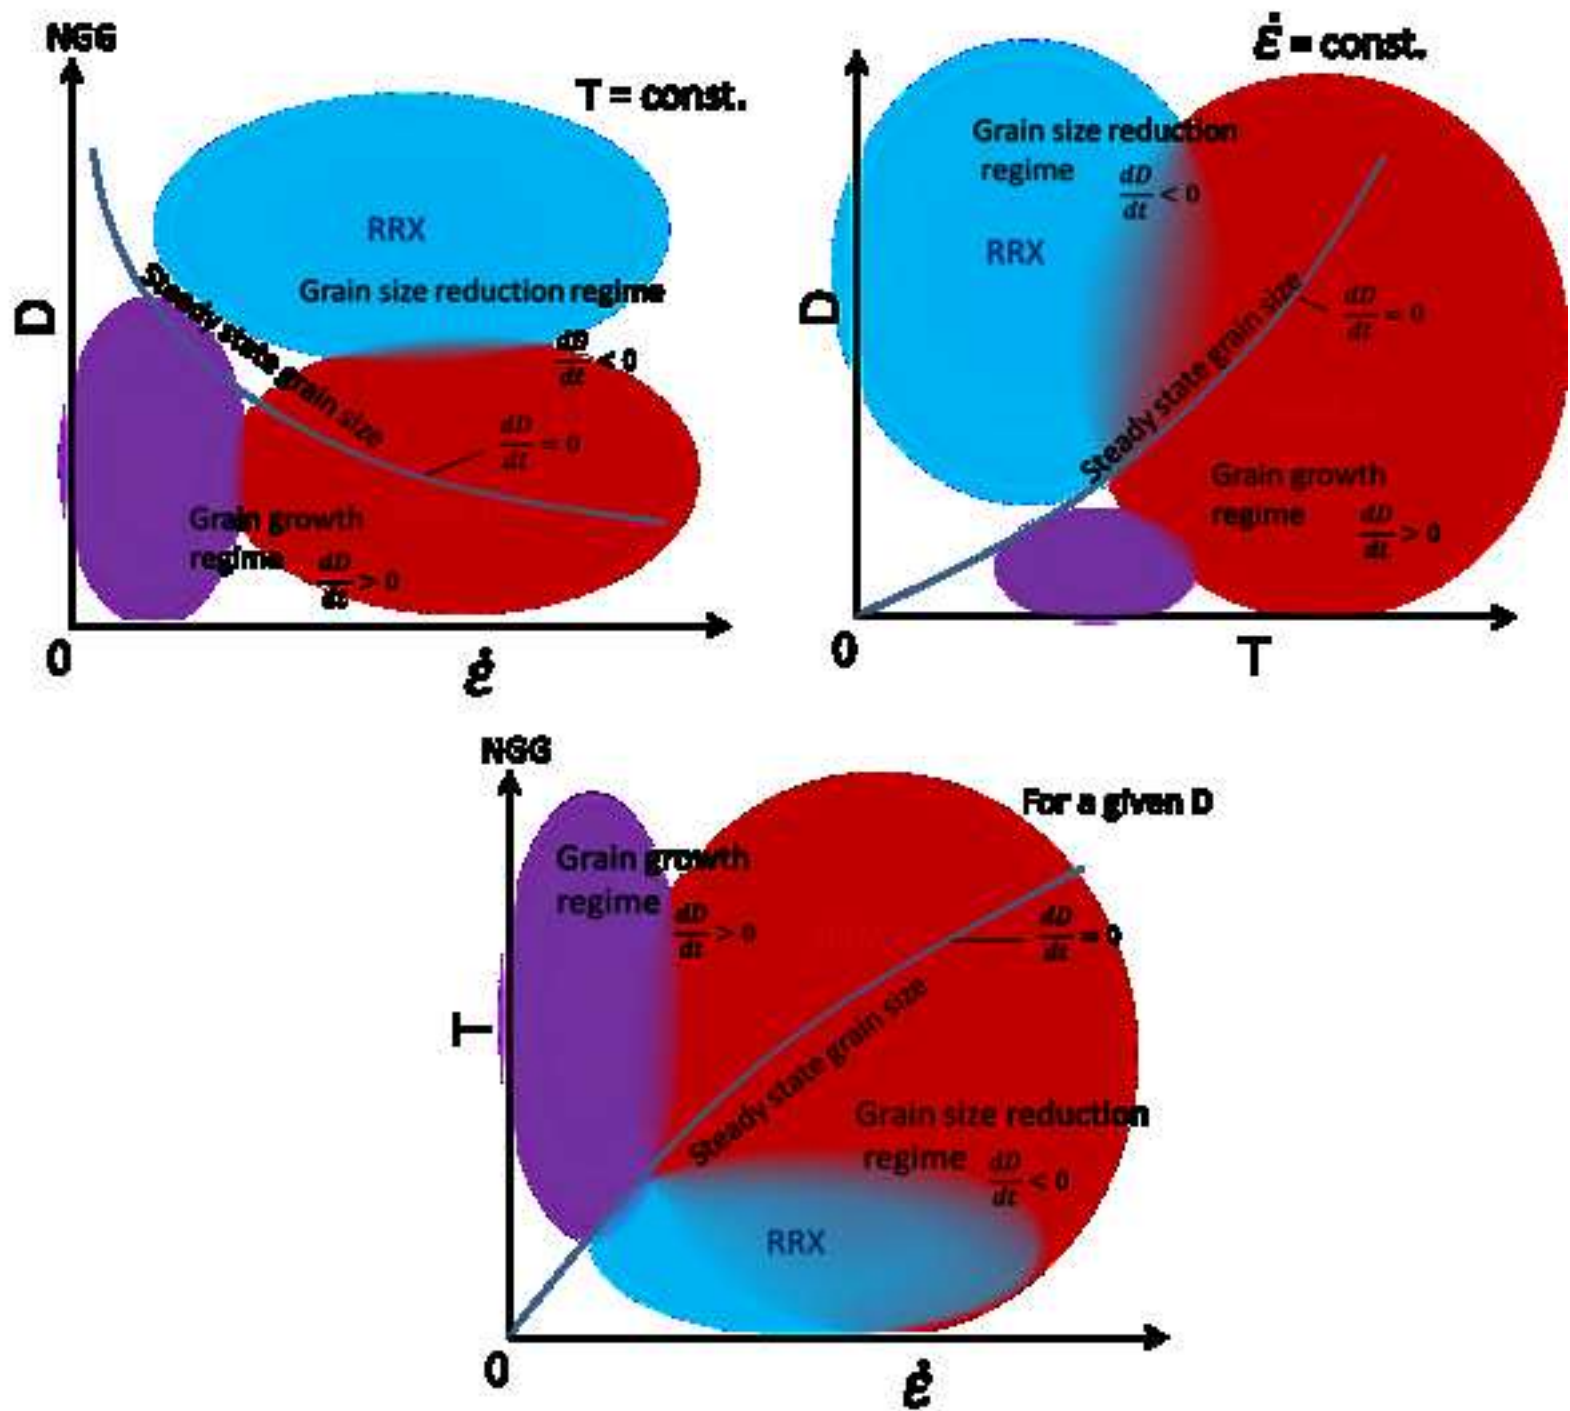 NGG
T = const.
RRX
Grain size reduction regime
dD/dt < 0
Steady state grain size
dD/dt = 0
Grain growth
regime
dD/dt > 0
D
0
ε̇
ε̇ = const.
Grain size reduction
regime
dD/dt < 0
RRX
Steady state grain size
dD/dt = 0
Grain growth
regime
dD/dt > 0
D
0
T
NGG
For a given D
Grain growth
regime
dD/dt > 0
dD/dt = 0
Steady state grain size
Grain size reduction
regime
dD/dt < 0
RRX
T
0
ε̇